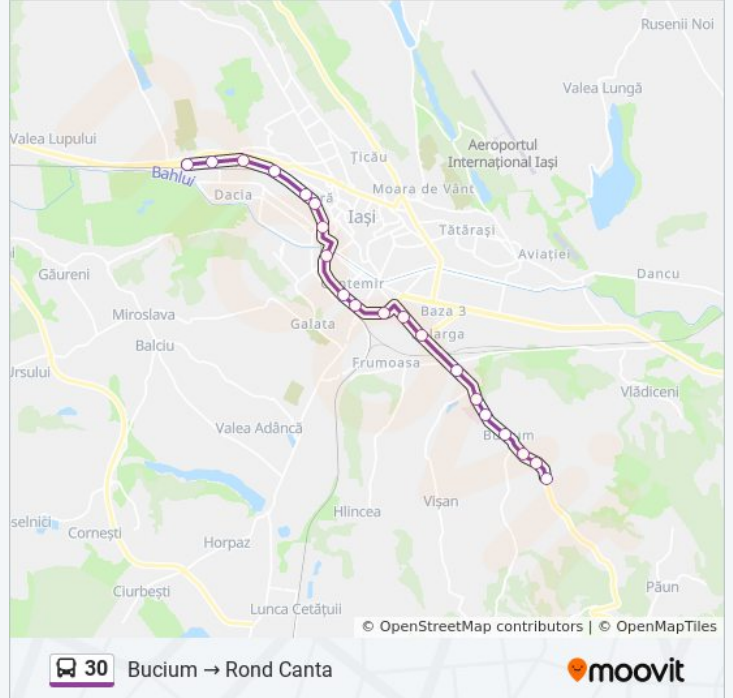 Rusenii Noi
Valea Lungă
Valea Lupului
Aeroportul
Internațional Iași
Țicău
Bahlui
Moara de Vânt
Dacia
Iași
Tătărași
Aviației
Dancu
Găureni
Miroslava
Baza 3
Galata
Balciu
Frumoasa
Vlădiceni
Valea Adâncă
Vișan
Hlincea
Cornești
Horpaz
Ciurbești
Păun
Lunca Cetățuii
© OpenStreetMap contributors | © OpenMapTiles
30 Bucium → Rond Canta
moovit